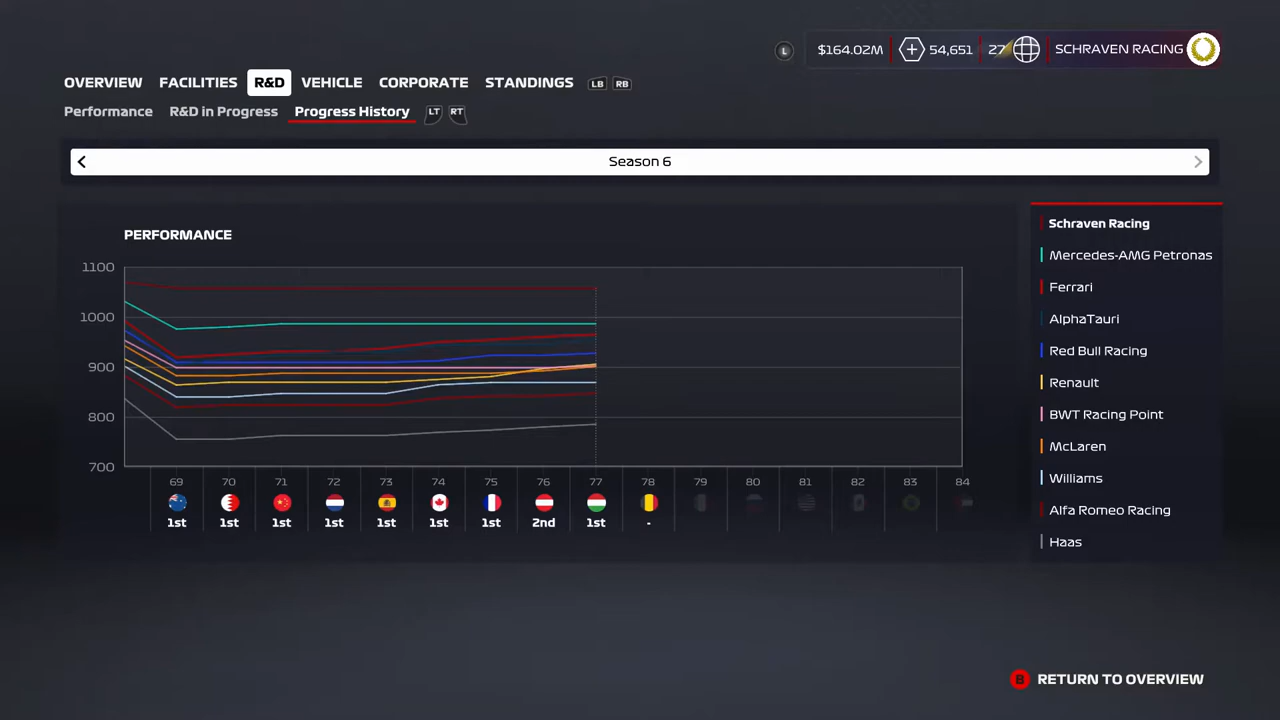 L $164.02M 54,651 27 SCHRAVEN RACING
OVERVIEW FACILITIES R&D VEHICLE CORPORATE STANDINGS LB RB
Performance R&D in Progress Progress History LT RT
Season 6
PERFORMANCE
1100
1000
900
800
700
69 70 71 72 73 74 75 76 77 78 79 80 81 82 83 84
1st 1st 1st 1st 1st 1st 1st 2nd 1st -
Schraven Racing
Mercedes-AMG Petronas
Ferrari
AlphaTauri
Red Bull Racing
Renault
BWT Racing Point
McLaren
Williams
Alfa Romeo Racing
Haas
B RETURN TO OVERVIEW